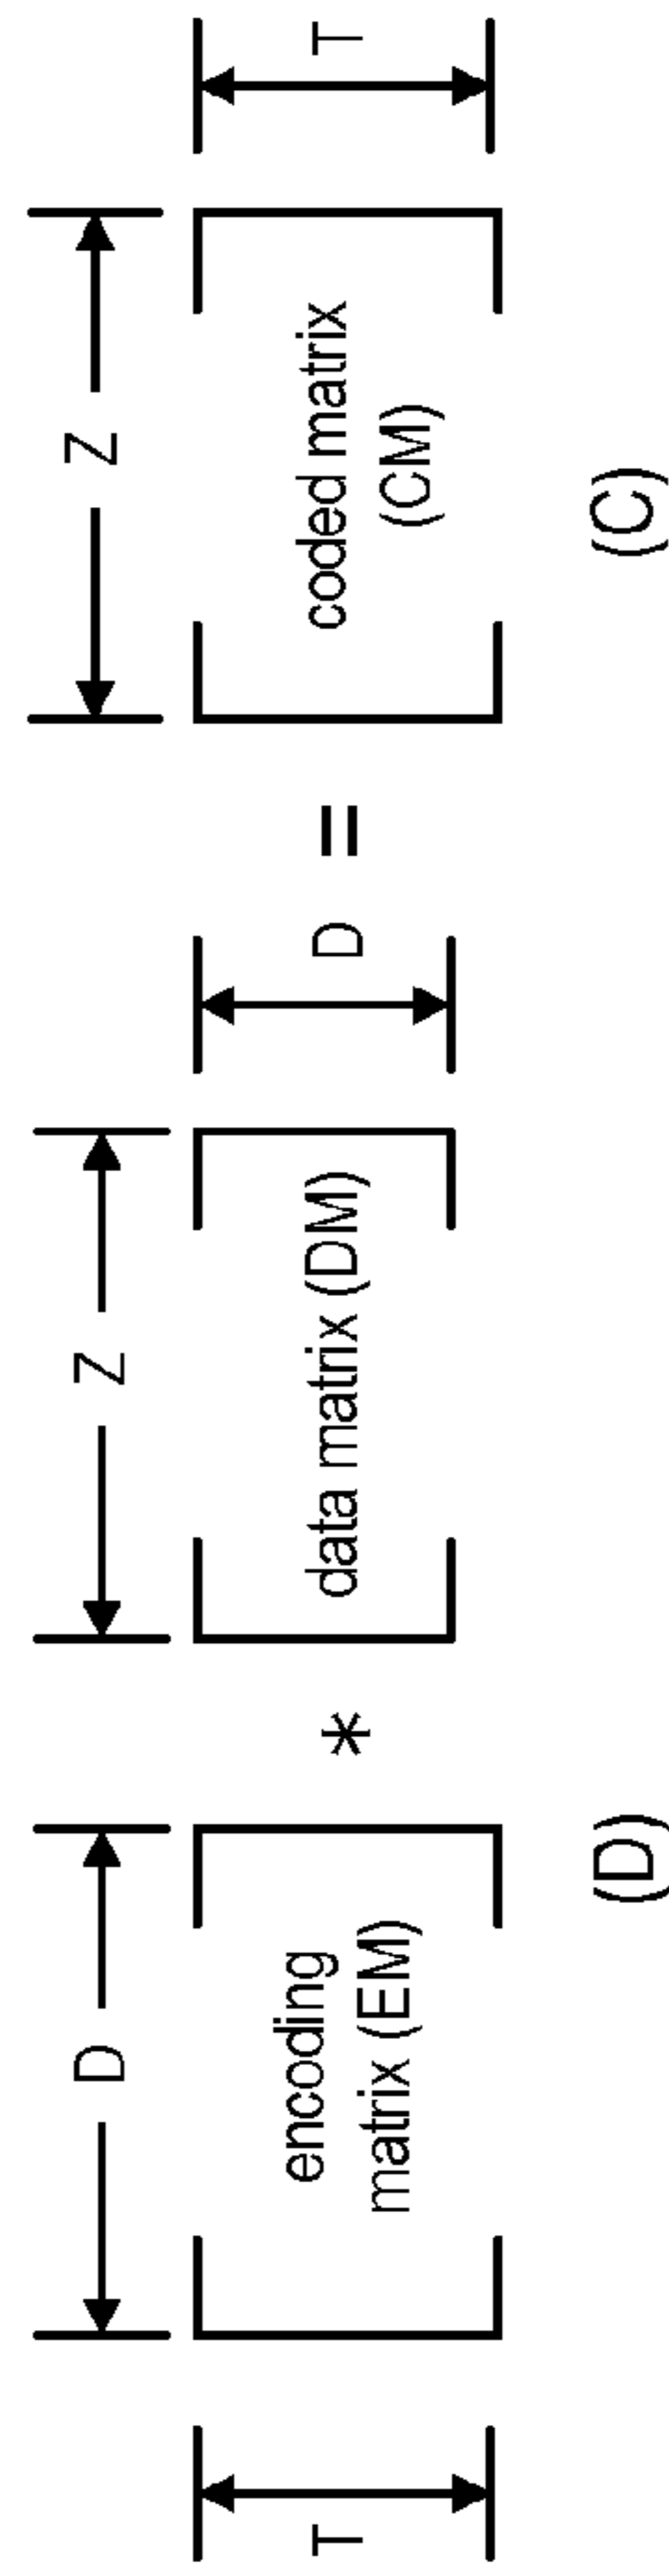 D
Z
Z
T
encoding
matrix (EM)
*
data matrix (DM)
D
=
coded matrix
(CM)
T
(D)
(C)